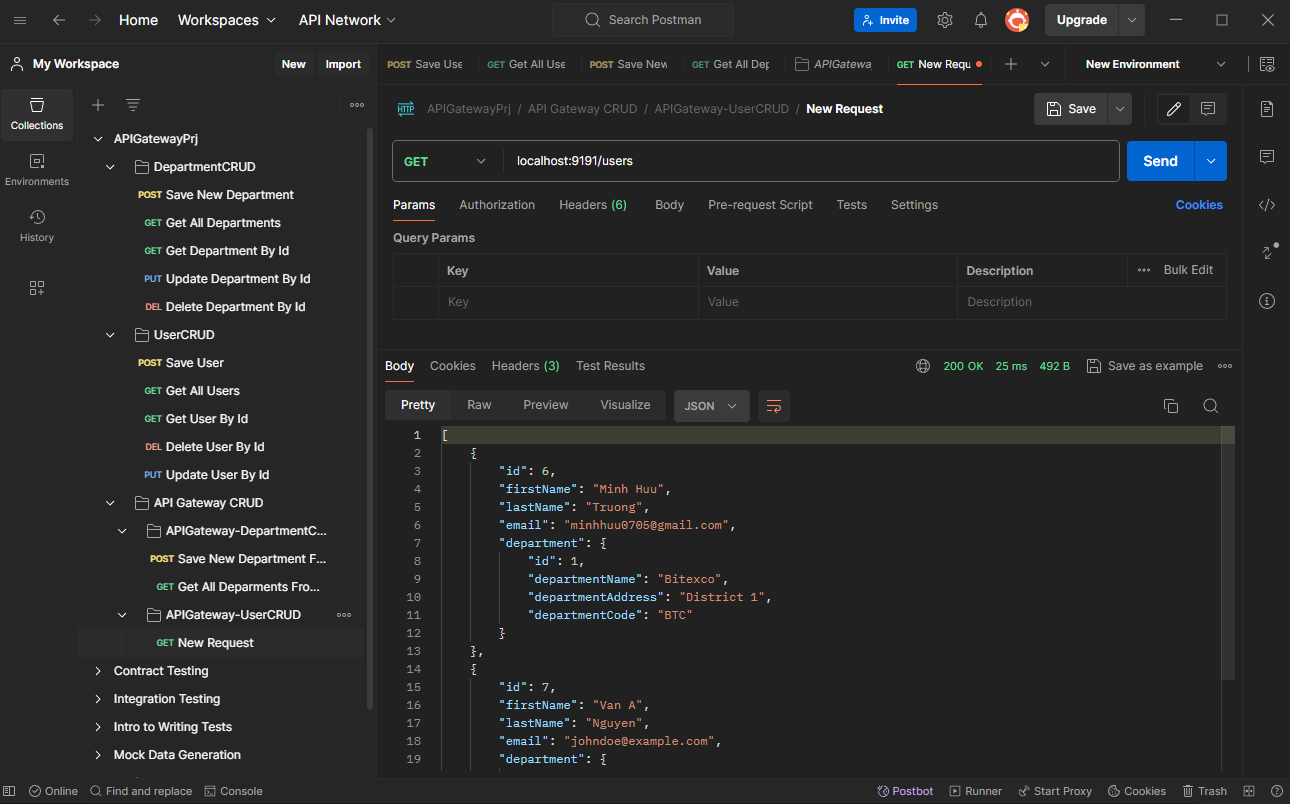 Home Workspaces API Network Search Postman Invite Upgrade
My Workspace New Import POST Save Use GET Get All Use POST Save New GET Get All Dep APIGatewa GET New Requ New Environment
Collections
Environments
History
APIGatewayPrj
DepartmentCRUD
POST Save New Department
GET Get All Departments
GET Get Department By Id
PUT Update Department By Id
DEL Delete Department By Id
UserCRUD
POST Save User
GET Get All Users
GET Get User By Id
DEL Delete User By Id
PUT Update User By Id
API Gateway CRUD
APIGateway-DepartmentC...
POST Save New Department F...
GET Get All Deparments Fro...
APIGateway-UserCRUD
GET New Request
Contract Testing
Integration Testing
Intro to Writing Tests
Mock Data Generation
HTTP APIGatewayPrj / API Gateway CRUD / APIGateway-UserCRUD / New Request Save
GET localhost:9191/users Send
Params Authorization Headers (6) Body Pre-request Script Tests Settings Cookies
Query Params
Key Value Description Bulk Edit
Key Value Description
Body Cookies Headers (3) Test Results 200 OK 25 ms 492 B Save as example
Pretty Raw Preview Visualize JSON
1 [
2 {
3 "id": 6,
4 "firstName": "Minh Huu",
5 "lastName": "Truong",
6 "email": "minhhuu0705@gmail.com",
7 "department": {
8 "id": 1,
9 "departmentName": "Bitexco",
10 "departmentAddress": "District 1",
11 "departmentCode": "BTC"
12 }
13 },
14 {
15 "id": 7,
16 "firstName": "Van A",
17 "lastName": "Nguyen",
18 "email": "johndoe@example.com",
19 "department": {
Online Find and replace Console Postbot Runner Start Proxy Cookies Trash